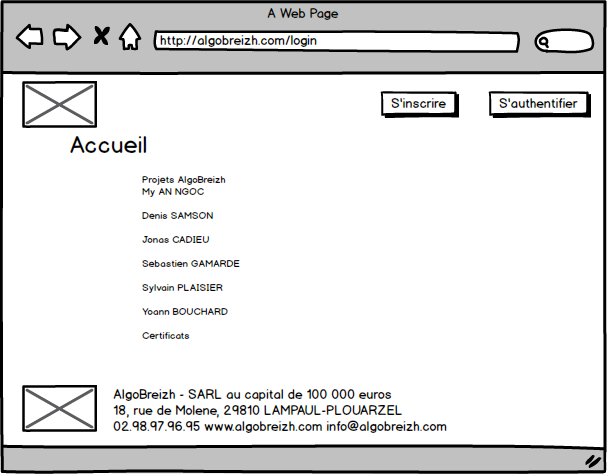 A Web Page
http://algobreizh.com/login
S'inscrire
S'authentifier
Accueil
Projets AlgoBreizh
My AN NGOC
Denis SAMSON
Jonas CADIEU
Sebastien GAMARDE
Sylvain PLAISIER
Yoann BOUCHARD
Certificats
AlgoBreizh - SARL au capital de 100 000 euros
18, rue de Molene, 29810 LAMPAUL-PLOUARZEL
02.98.97.96.95 www.algobreizh.com info@algobreizh.com